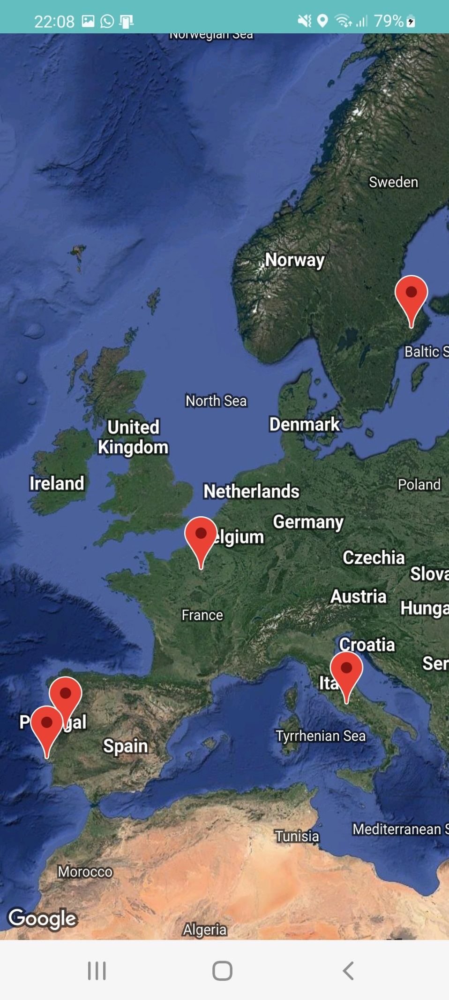 22:08 79%
Norwegian Sea
Sweden
Norway
Baltic S
North Sea
United
Kingdom
Denmark
Ireland
Netherlands
Poland
Germany
elgium
Czechia
Slova
Austria
Hunga
France
Croatia
Ser
Ita
P gal
Tyrrhenian Sea
Spain
Mediterranean S
Tunisia
Morocco
Google
Algeria